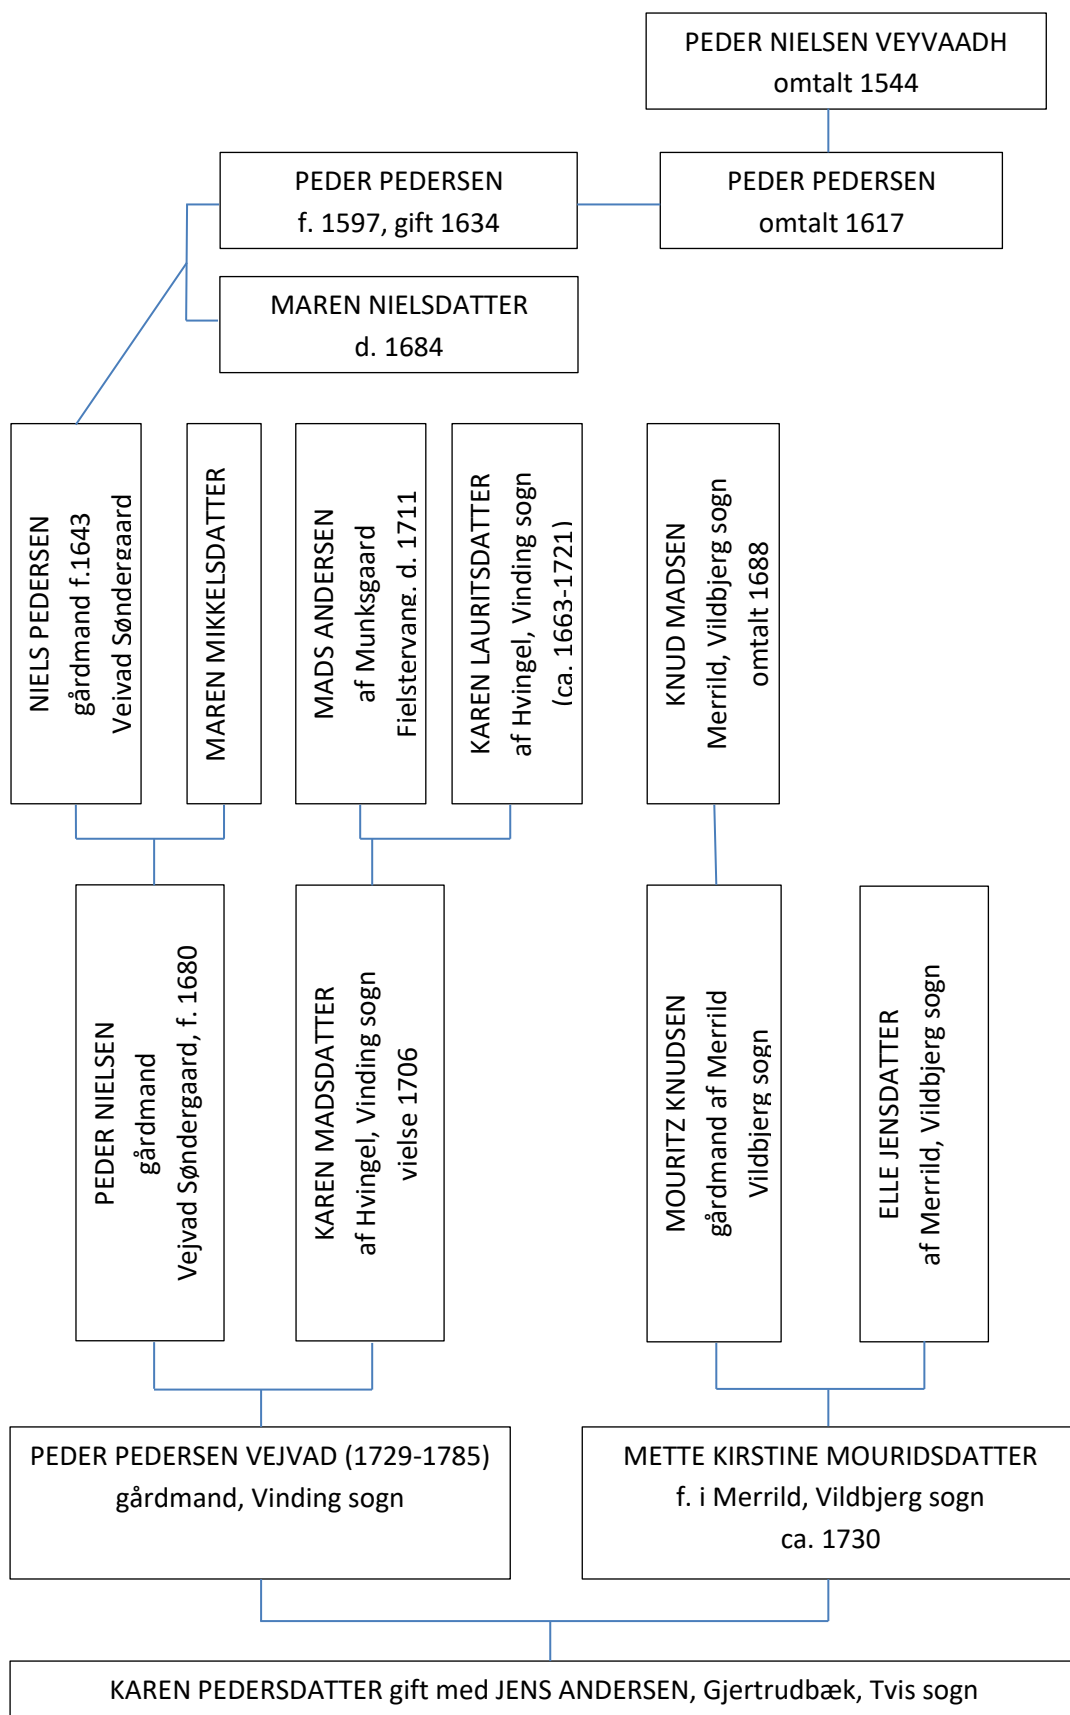 PEDER NIELSEN VEYVAADH
omtalt 1544
PEDER PEDERSEN
f. 1597, gift 1634
PEDER PEDERSEN
omtalt 1617
MAREN NIELSDATTER
d. 1684
NIELS PEDERSEN
gårdmand f.1643
Veivad Søndergaard
MAREN MIKKELSDATTER
MADS ANDERSEN
af Munksgaard
Fielstervang. d. 1711
KAREN LAURITSDATTER
af Hvingel, Vinding sogn
(ca. 1663-1721)
KNUD MADSEN
Merrild, Vildbjerg sogn
omtalt 1688
PEDER NIELSEN
gårdmand
Vejvad Søndergaard, f. 1680
KAREN MADSDATTER
af Hvingel, Vinding sogn
vielse 1706
MOURITZ KNUDSEN
gårdmand af Merrild
Vildbjerg sogn
ELLE JENSDATTER
af Merrild, Vildbjerg sogn
PEDER PEDERSEN VEJVAD (1729-1785)
gårdmand, Vinding sogn
METTE KIRSTINE MOURIDSDATTER
f. i Merrild, Vildbjerg sogn
ca. 1730
KAREN PEDERSDATTER gift med JENS ANDERSEN, Gjertrudbæk, Tvis sogn